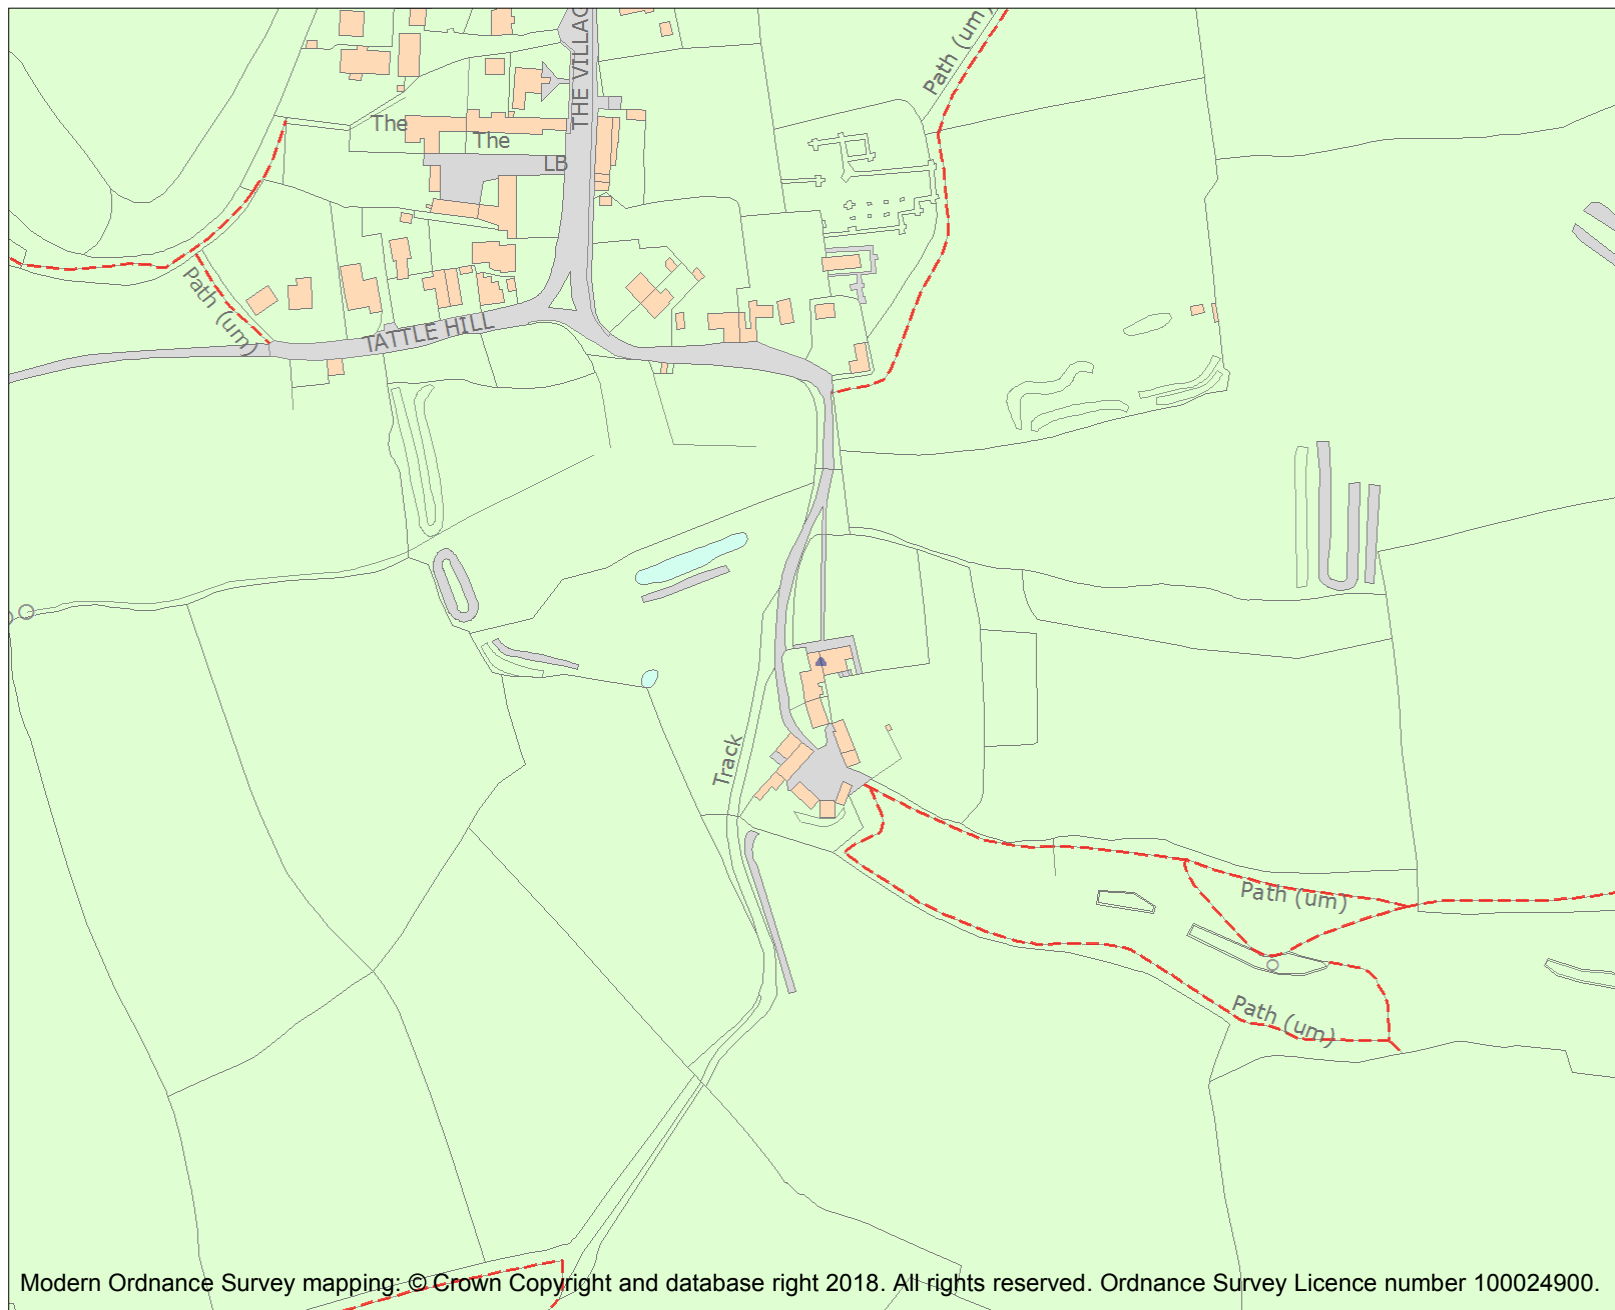 THE VILLAG
Path (um)
The
The
LB
Path (um)
TATTLE HILL
Track
Path (um)
Path (um)
Modern Ordnance Survey mapping: © Crown Copyright and database right 2018. All rights reserved. Ordnance Survey Licence number 100024900.